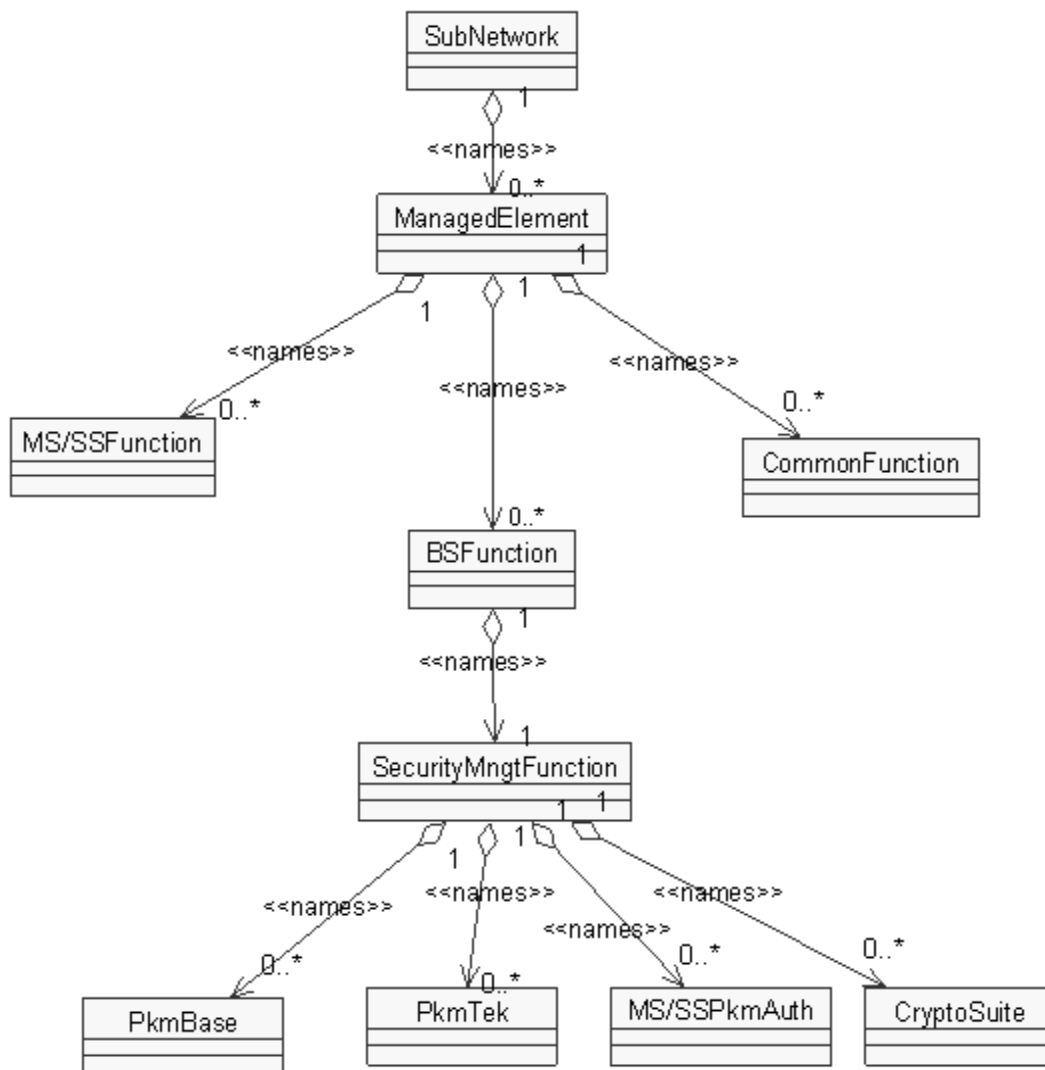 SubNetwork
1
<<names>>
0..*
ManagedElement
1
1
1
<<names>>
<<names>>
<<names>>
0..*
0..*
MS/SSFunction
CommonFunction
0..*
BSFunction
1
<<names>>
1
SecurityMngtFunction
1
1
1
1
<<names>>
<<names>>
<<names>>
<<names>>
0..*
0..*
0..*
0..*
PkmBase
PkmTek
MS/SSPkmAuth
CryptoSuite